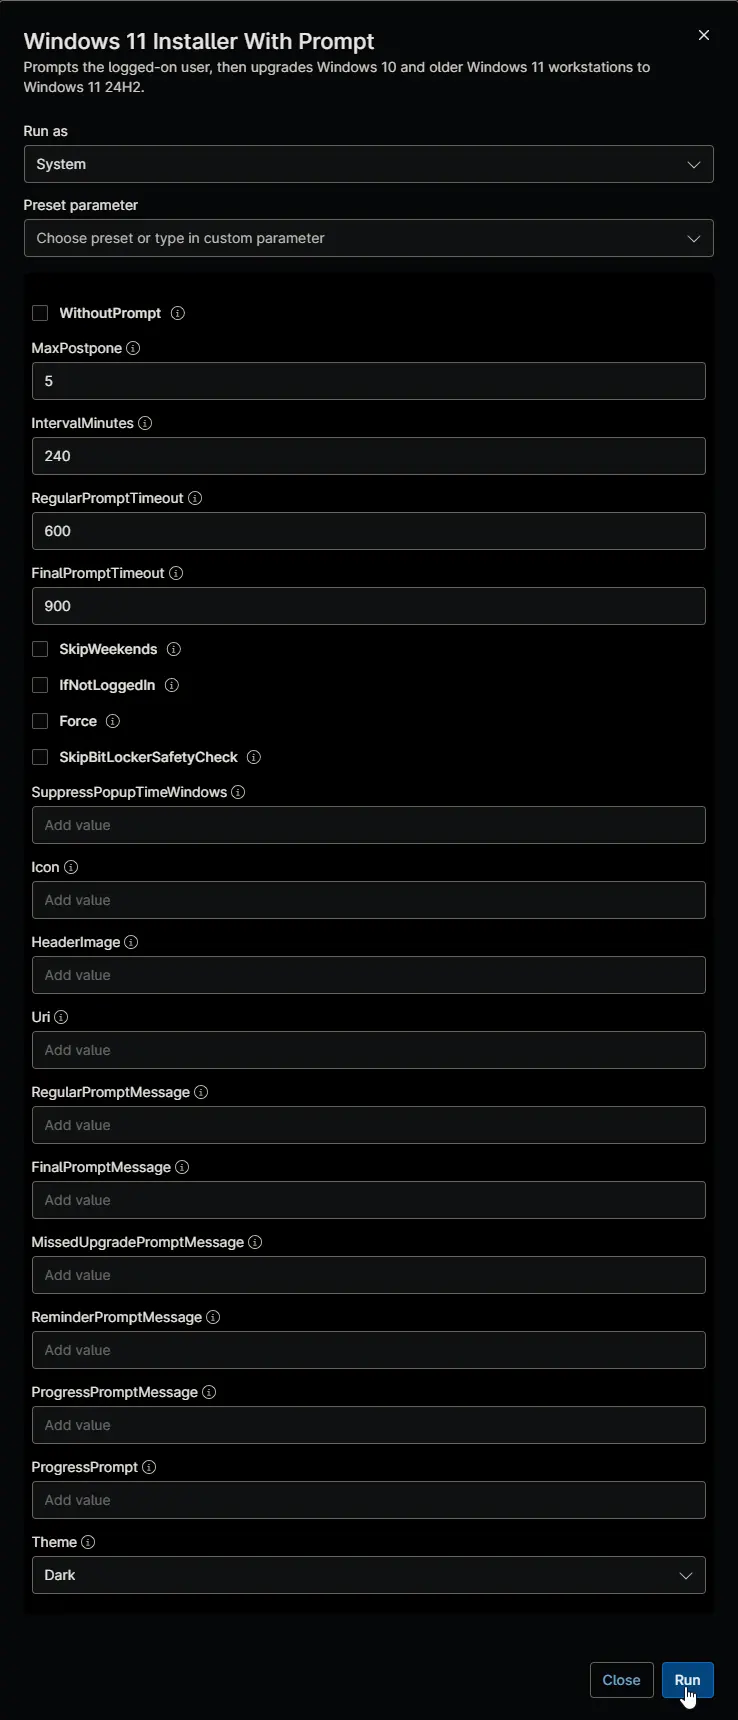 Windows 11 Installer With Prompt
Prompts the logged-on user, then upgrades Windows 10 and older Windows 11 workstations to
Windows 11 24H2.
Run as
System
Preset parameter
Choose preset or type in custom parameter
WithoutPrompt
MaxPostpone
5
IntervalMinutes
240
RegularPromptTimeout
600
FinalPromptTimeout
900
SkipWeekends
IfNotLoggedIn
Force
SkipBitLockerSafetyCheck
SuppressPopupTimeWindows
Add value
Icon
Add value
HeaderImage
Add value
Uri
Add value
RegularPromptMessage
Add value
FinalPromptMessage
Add value
MissedUpgradePromptMessage
Add value
ReminderPromptMessage
Add value
ProgressPromptMessage
Add value
ProgressPrompt
Add value
Theme
Dark
Close
Run